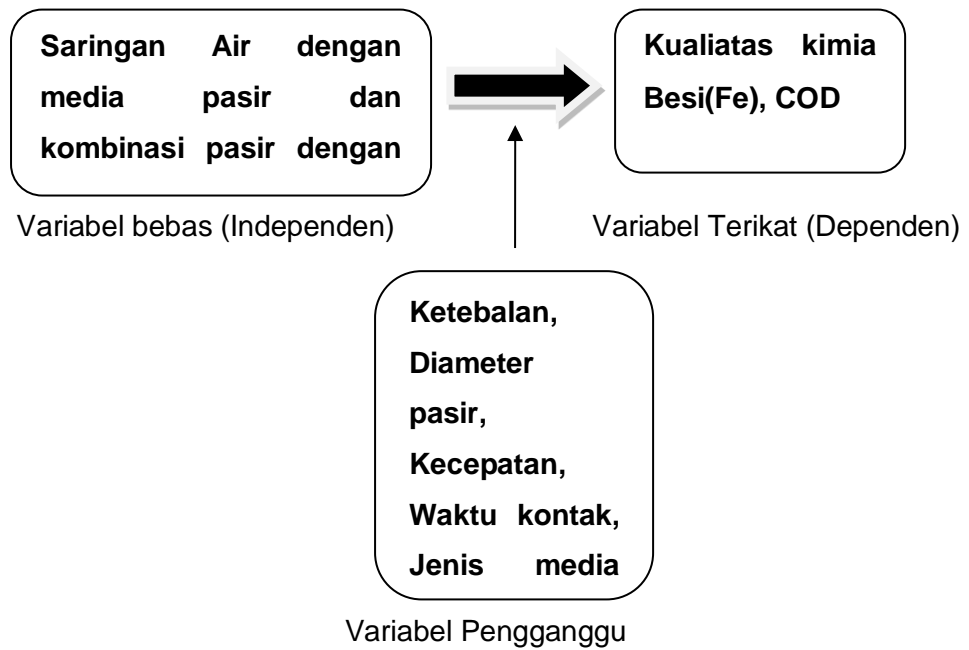 Saringan Air dengan
media pasir dan
kombinasi pasir dengan
Kualiatas kimia
Besi(Fe), COD
Variabel bebas (Independen)
Variabel Terikat (Dependen)
Ketebalan,
Diameter
pasir,
Kecepatan,
Waktu kontak,
Jenis media
Variabel Pengganggu